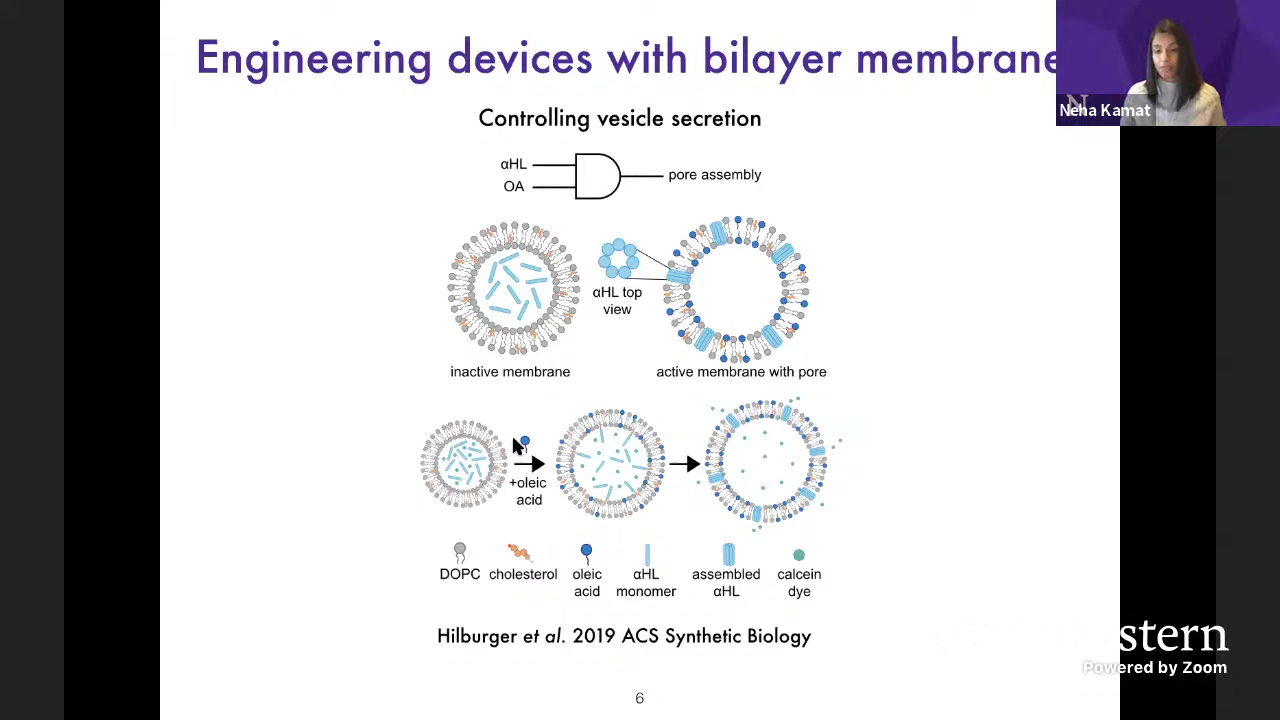 Engineering devices with bilayer membrane
Neha Kamat
Controlling vesicle secretion
αHL
OA
pore assembly
αHL top
view
inactive membrane
active membrane with pore
+oleic
acid
DOPC
cholesterol
oleic
acid
αHL
monomer
assembled
αHL
calcein
dye
Hilburger et al. 2019 ACS Synthetic Biology
stern
Powered by Zoom
6